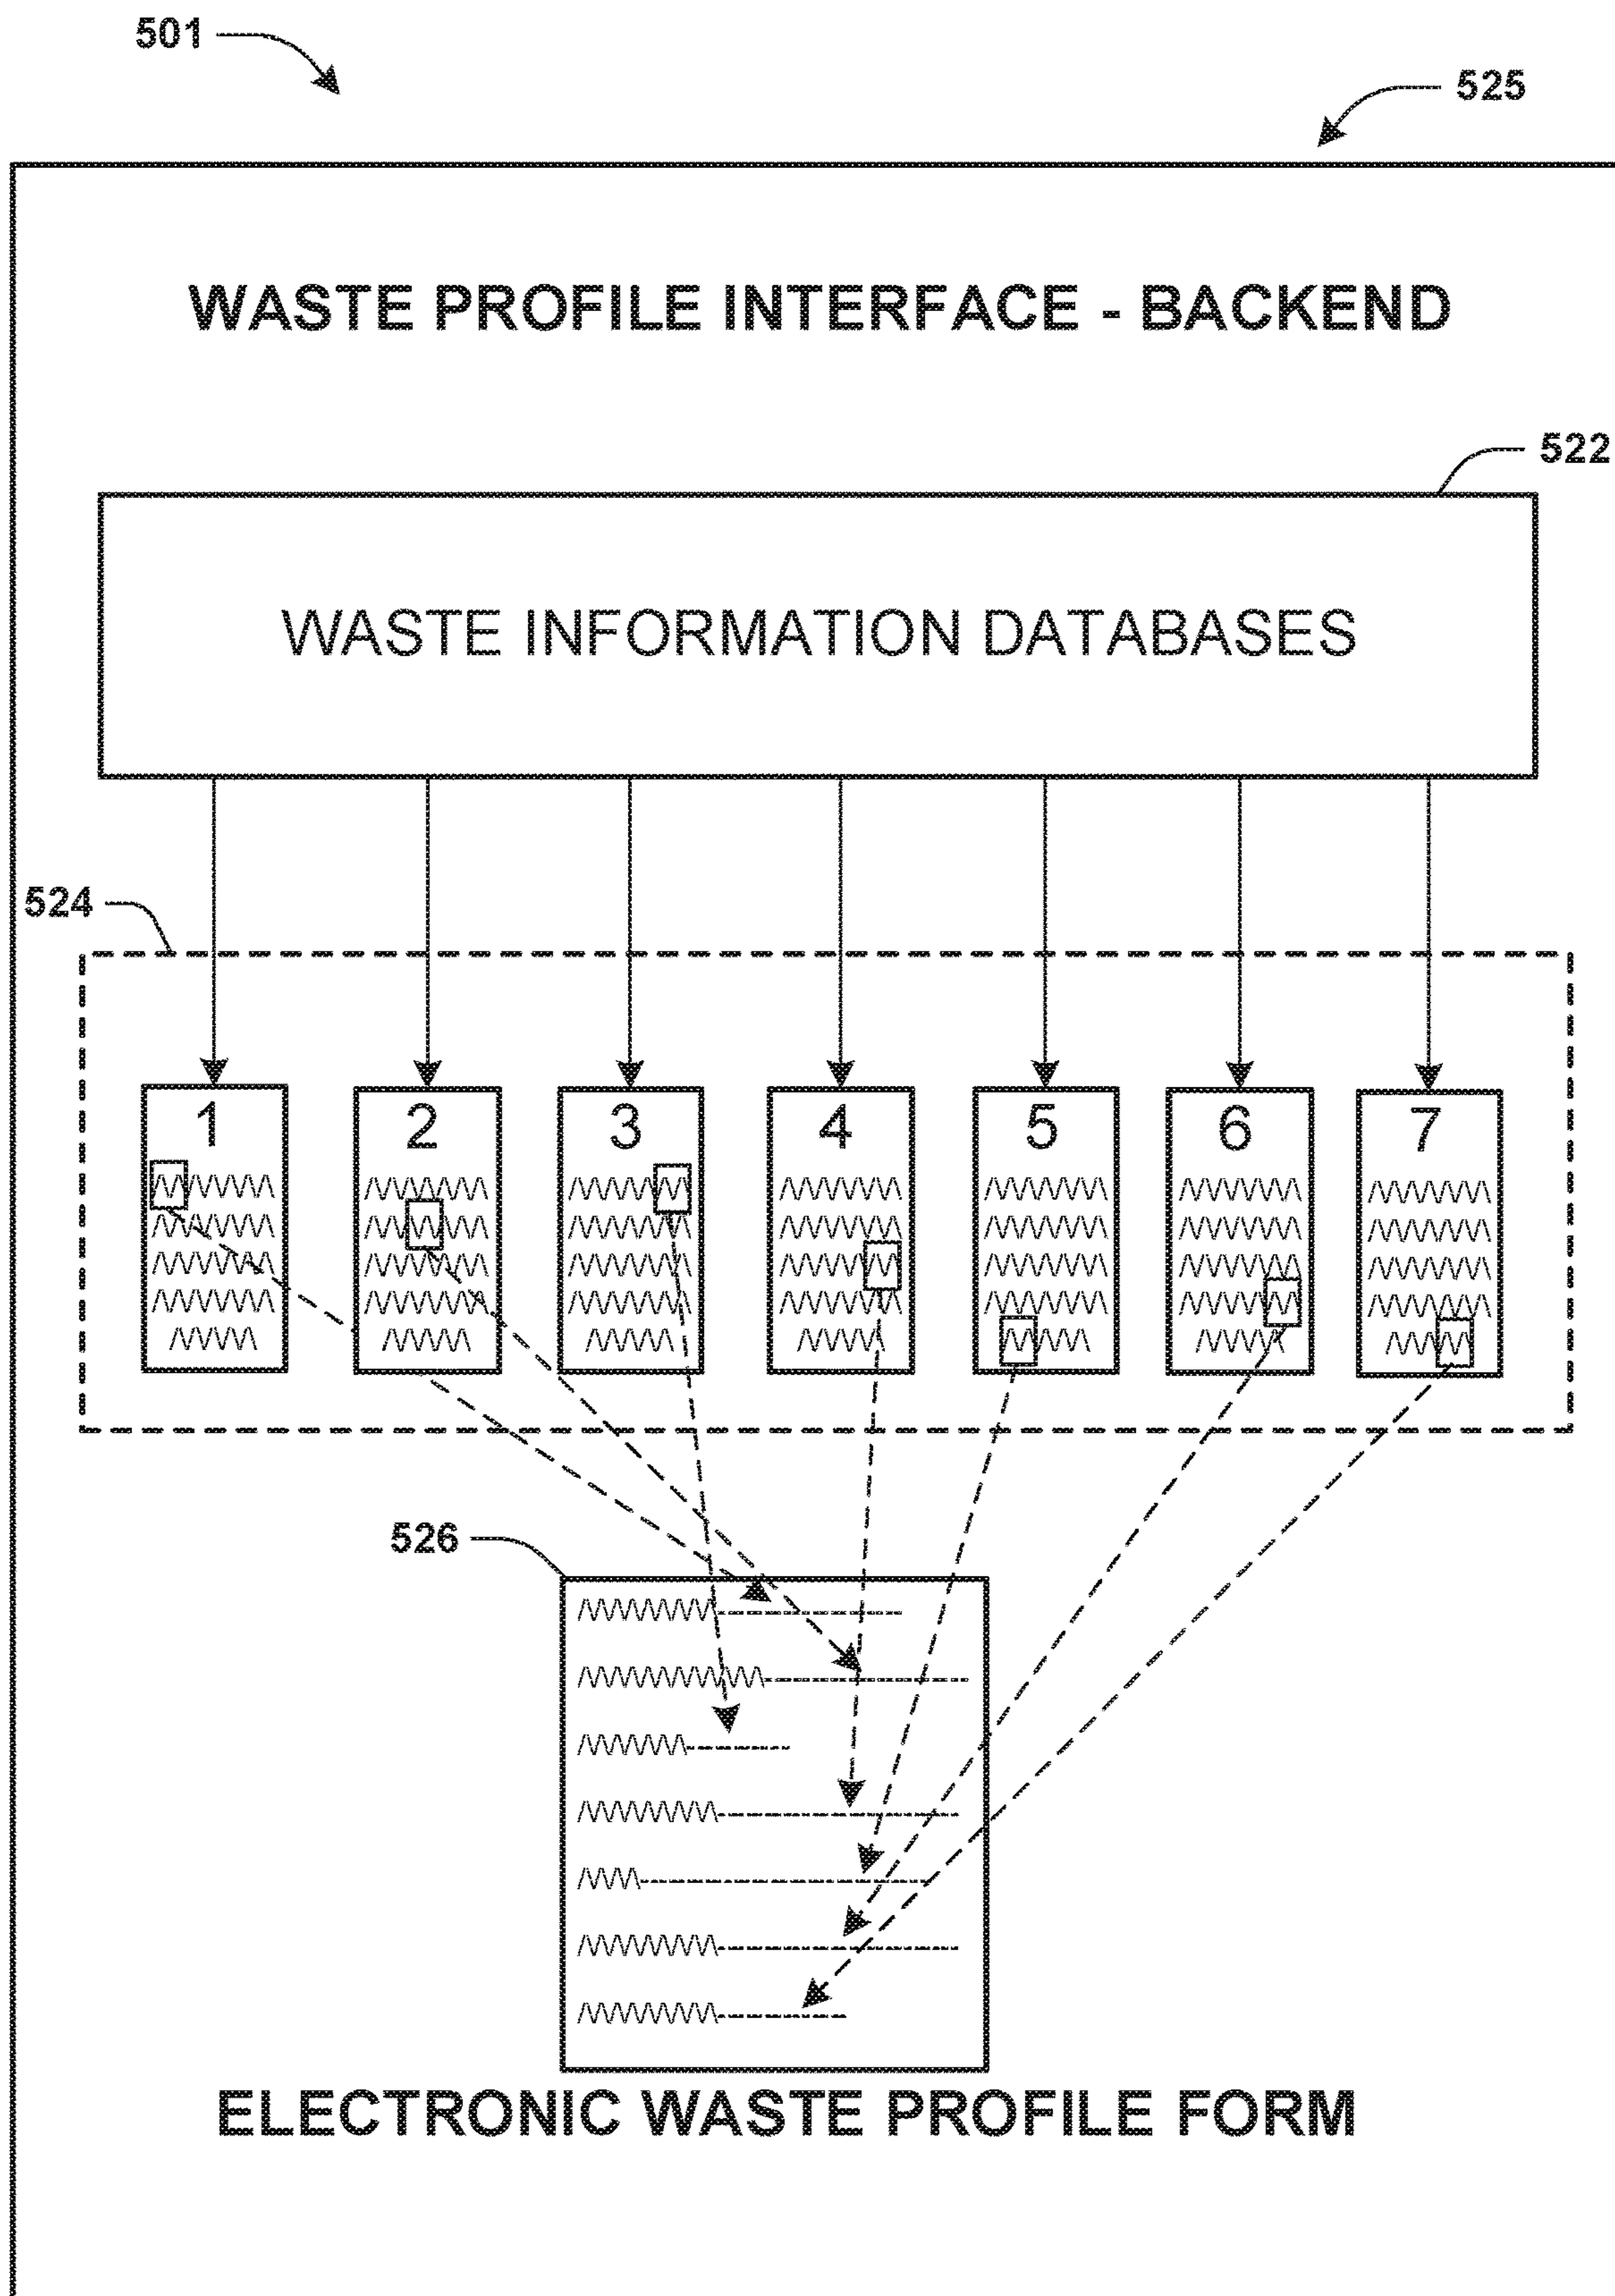 501
525
WASTE PROFILE INTERFACE - BACKEND
522
WASTE INFORMATION DATABASES
524
1 2 3 4 5 6 7
526
ELECTRONIC WASTE PROFILE FORM